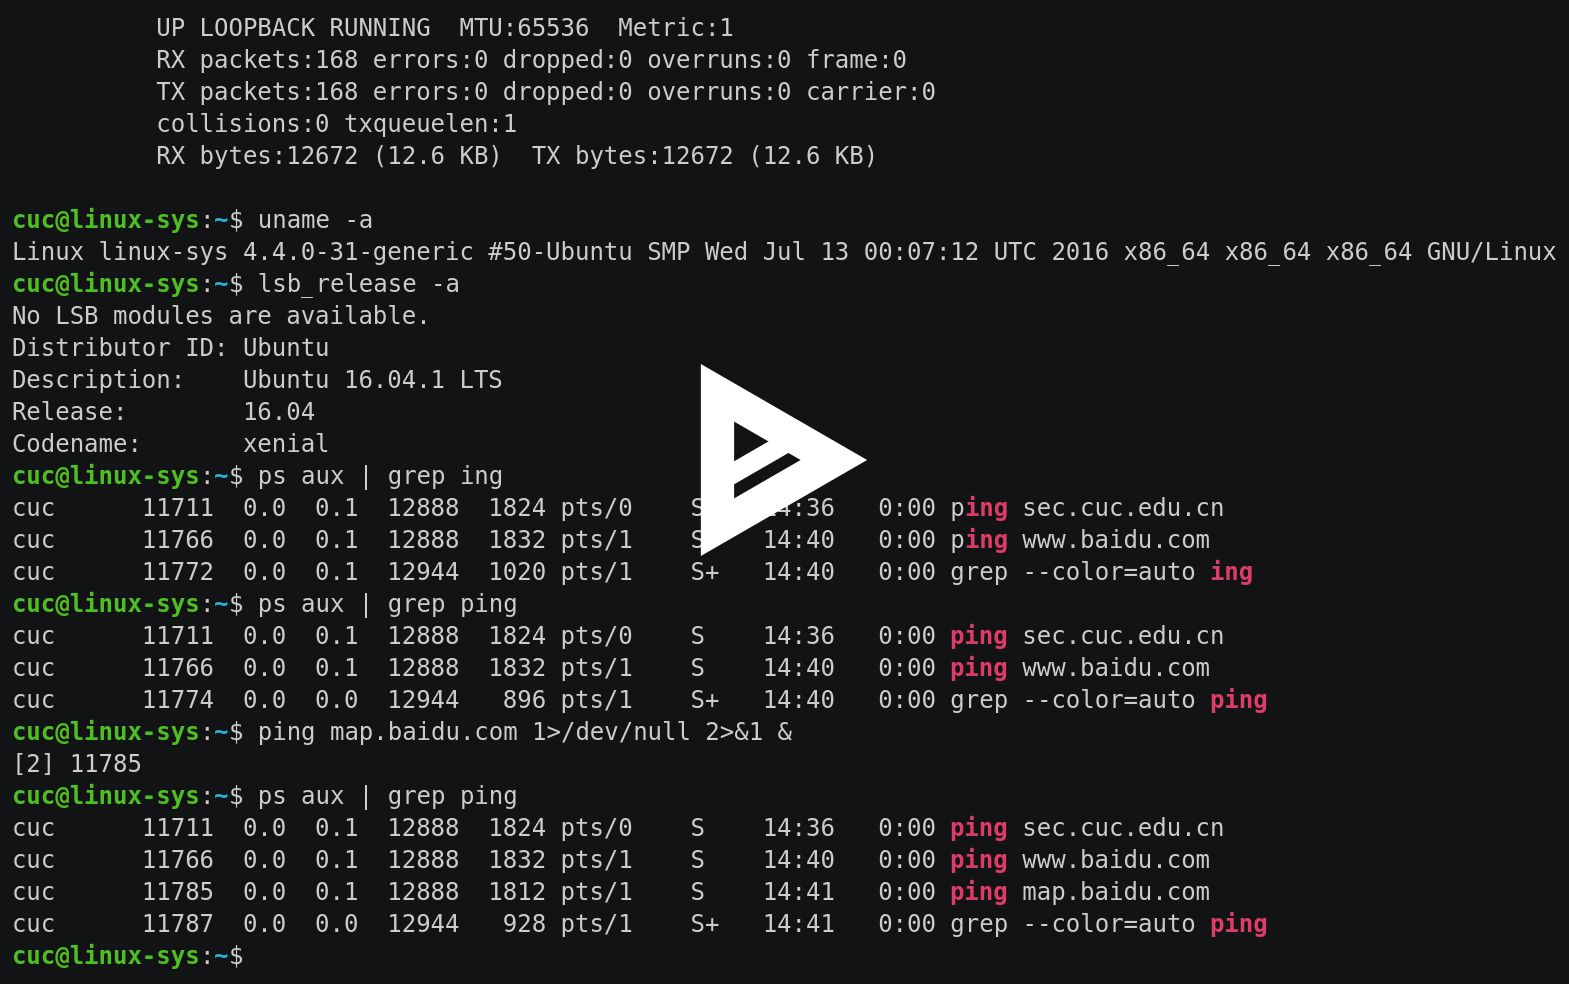 UP LOOPBACK RUNNING  MTU:65536  Metric:1
RX packets:168 errors:0 dropped:0 overruns:0 frame:0
TX packets:168 errors:0 dropped:0 overruns:0 carrier:0
collisions:0 txqueuelen:1
RX bytes:12672 (12.6 KB)  TX bytes:12672 (12.6 KB)
cuc@linux-sys:~$ uname -a
Linux linux-sys 4.4.0-31-generic #50-Ubuntu SMP Wed Jul 13 00:07:12 UTC 2016 x86_64 x86_64 x86_64 GNU/Linux
cuc@linux-sys:~$ lsb_release -a
No LSB modules are available.
Distributor ID: Ubuntu
Description:    Ubuntu 16.04.1 LTS
Release:        16.04
Codename:       xenial
cuc@linux-sys:~$ ps aux | grep ing
cuc      11711  0.0  0.1  12888  1824 pts/0    S    14:36   0:00 ping sec.cuc.edu.cn
cuc      11766  0.0  0.1  12888  1832 pts/1    S    14:40   0:00 ping www.baidu.com
cuc      11772  0.0  0.1  12944  1020 pts/1    S+   14:40   0:00 grep --color=auto ing
cuc@linux-sys:~$ ps aux | grep ping
cuc      11711  0.0  0.1  12888  1824 pts/0    S    14:36   0:00 ping sec.cuc.edu.cn
cuc      11766  0.0  0.1  12888  1832 pts/1    S    14:40   0:00 ping www.baidu.com
cuc      11774  0.0  0.0  12944   896 pts/1    S+   14:40   0:00 grep --color=auto ping
cuc@linux-sys:~$ ping map.baidu.com 1>/dev/null 2>&1 &
[2] 11785
cuc@linux-sys:~$ ps aux | grep ping
cuc      11711  0.0  0.1  12888  1824 pts/0    S    14:36   0:00 ping sec.cuc.edu.cn
cuc      11766  0.0  0.1  12888  1832 pts/1    S    14:40   0:00 ping www.baidu.com
cuc      11785  0.0  0.1  12888  1812 pts/1    S    14:41   0:00 ping map.baidu.com
cuc      11787  0.0  0.0  12944   928 pts/1    S+   14:41   0:00 grep --color=auto ping
cuc@linux-sys:~$